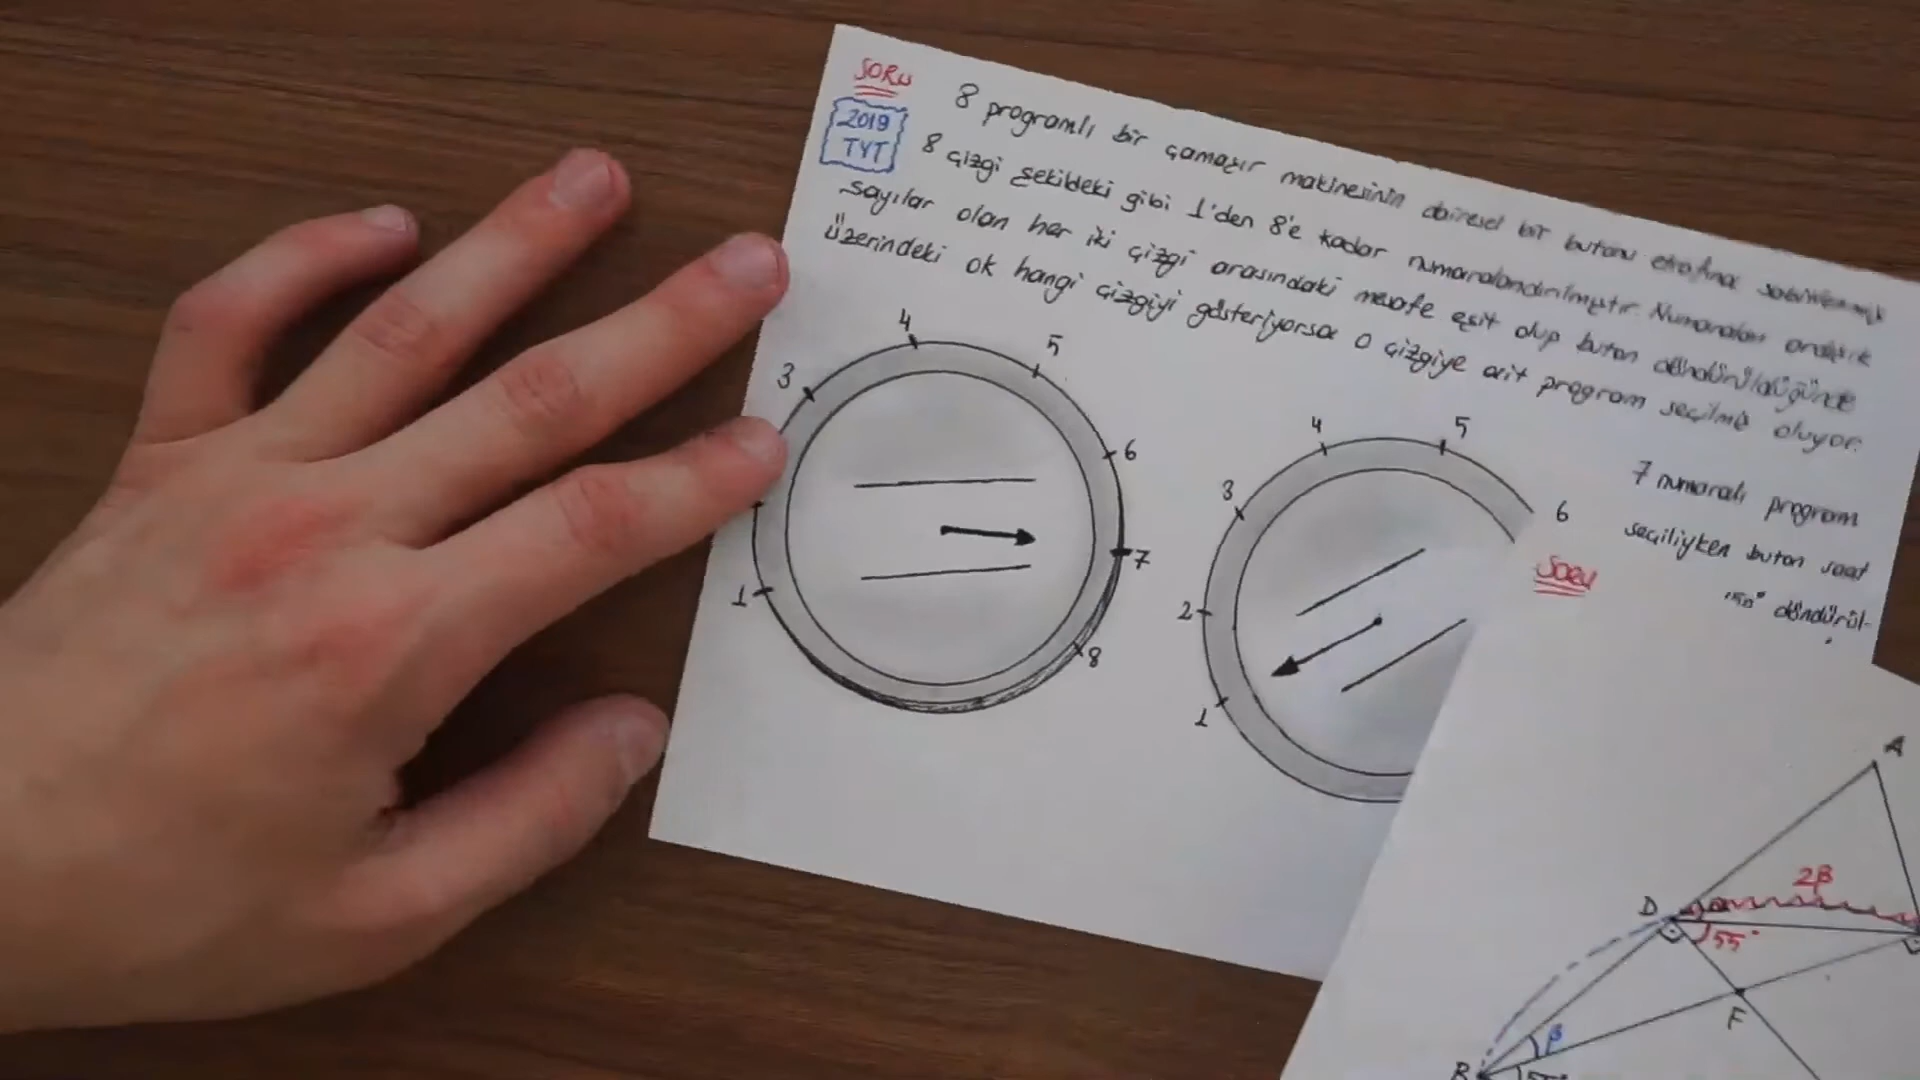 SORU
2019
TYT
8 programlı bir çamaşır makinesinin dairesel bir butonu etrafına
8 çizgi şekildeki gibi 1'den 8'e kadar numaralandırılmıştır. Numaraları ardışık
sayılar olan her iki çizgi arasındaki mesafe eşit olup buton döndürüldüğünde
üzerindeki ok hangi çizgiyi gösteriyorsa o çizgiye ait program seçilmiş oluyor.
4
5
3
6
7
1
8
4
5
3
6
2
1
7 numaralı program
seçiliyken buton saat
döndürül-
SORU
A
2β
D
55°
F
β
B